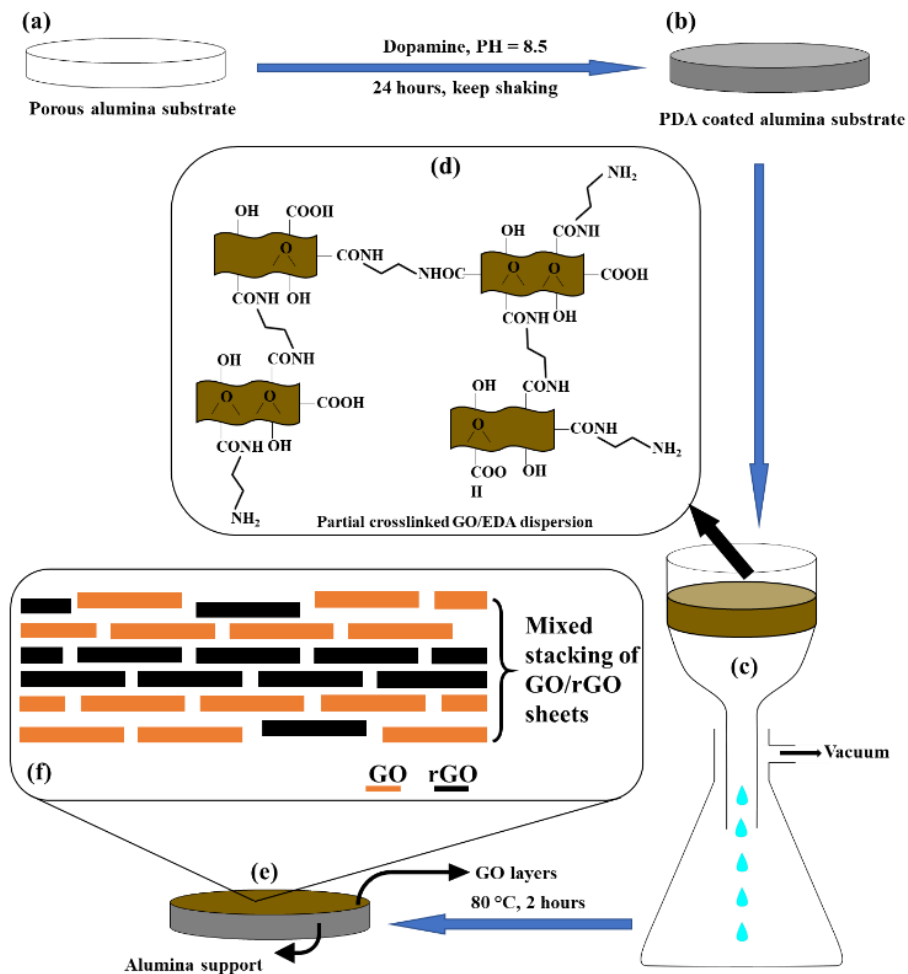 (a)
Dopamine, PH = 8.5
24 hours, keep shaking
(b)
Porous alumina substrate
PDA coated alumina substrate
(d)
NH2
OH
COOH
O
CONH
NHOC
OH
CONH
OH
CONH
O
O
COOH
CONH
OH
CONH
OH
CONH
O
O
COOH
CONH
OH
NH2
CONH
OH
O
CONH
COO
H
OH
NH2
Partial crosslinked GO/EDA dispersion
(c)
Vacuum
Mixed
stacking of
GO/rGO
sheets
(f)
GO
rGO
(e)
GO layers
80 °C, 2 hours
Alumina support